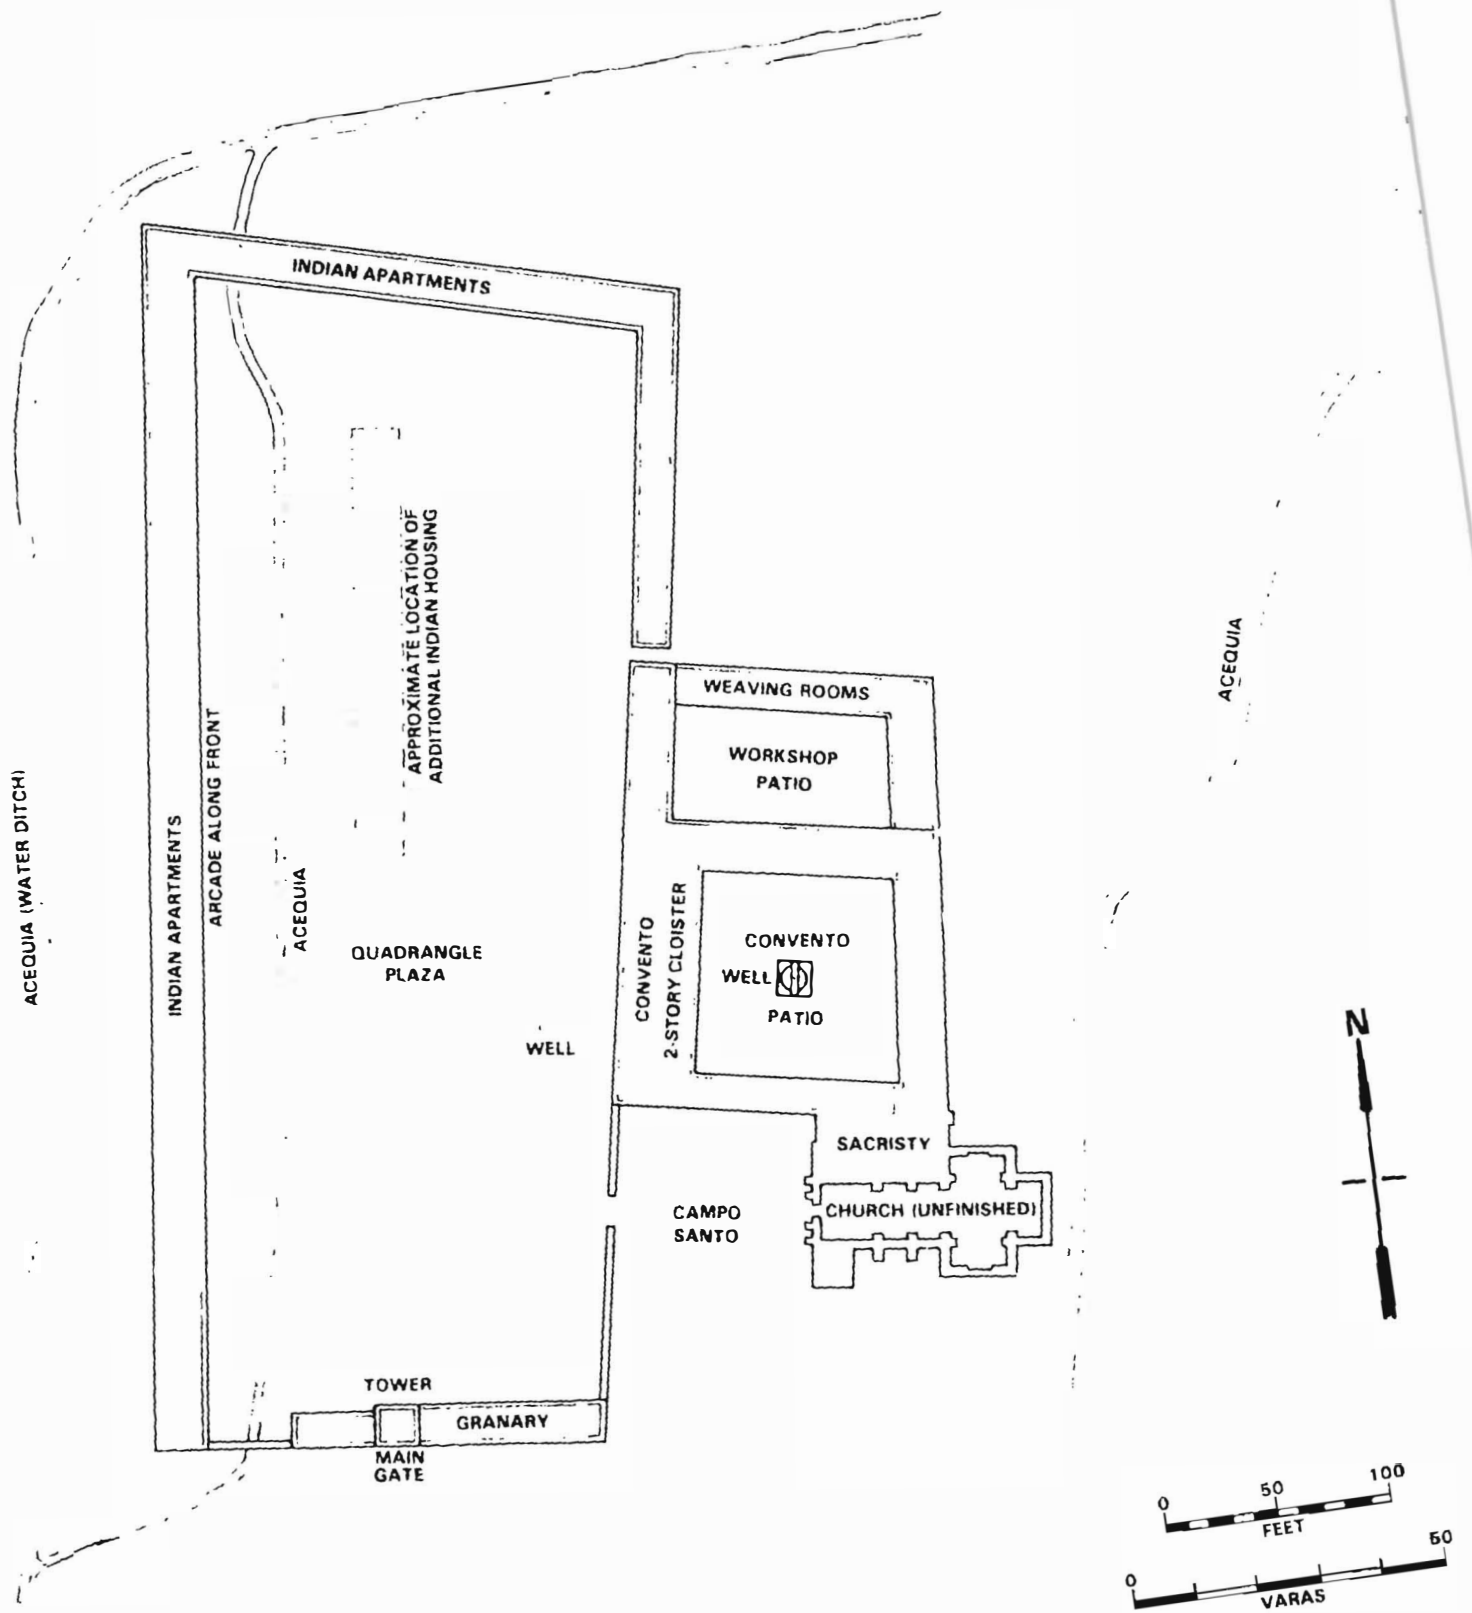 INDIAN APARTMENTS
APPROXIMATE LOCATION OF
ADDITIONAL INDIAN HOUSING
ACEQUIA
WEAVING ROOMS
WORKSHOP
PATIO
ACEQUIA (WATER DITCH)
INDIAN APARTMENTS
ARCADE ALONG FRONT
ACEQUIA
QUADRANGLE
PLAZA
CONVENTO
2-STORY CLOISTER
CONVENTO
WELL
PATIO
WELL
N
SACRISTY
CAMPO
SANTO
CHURCH (UNFINISHED)
TOWER
GRANARY
MAIN
GATE
0 50 100
FEET
0 50
VARAS